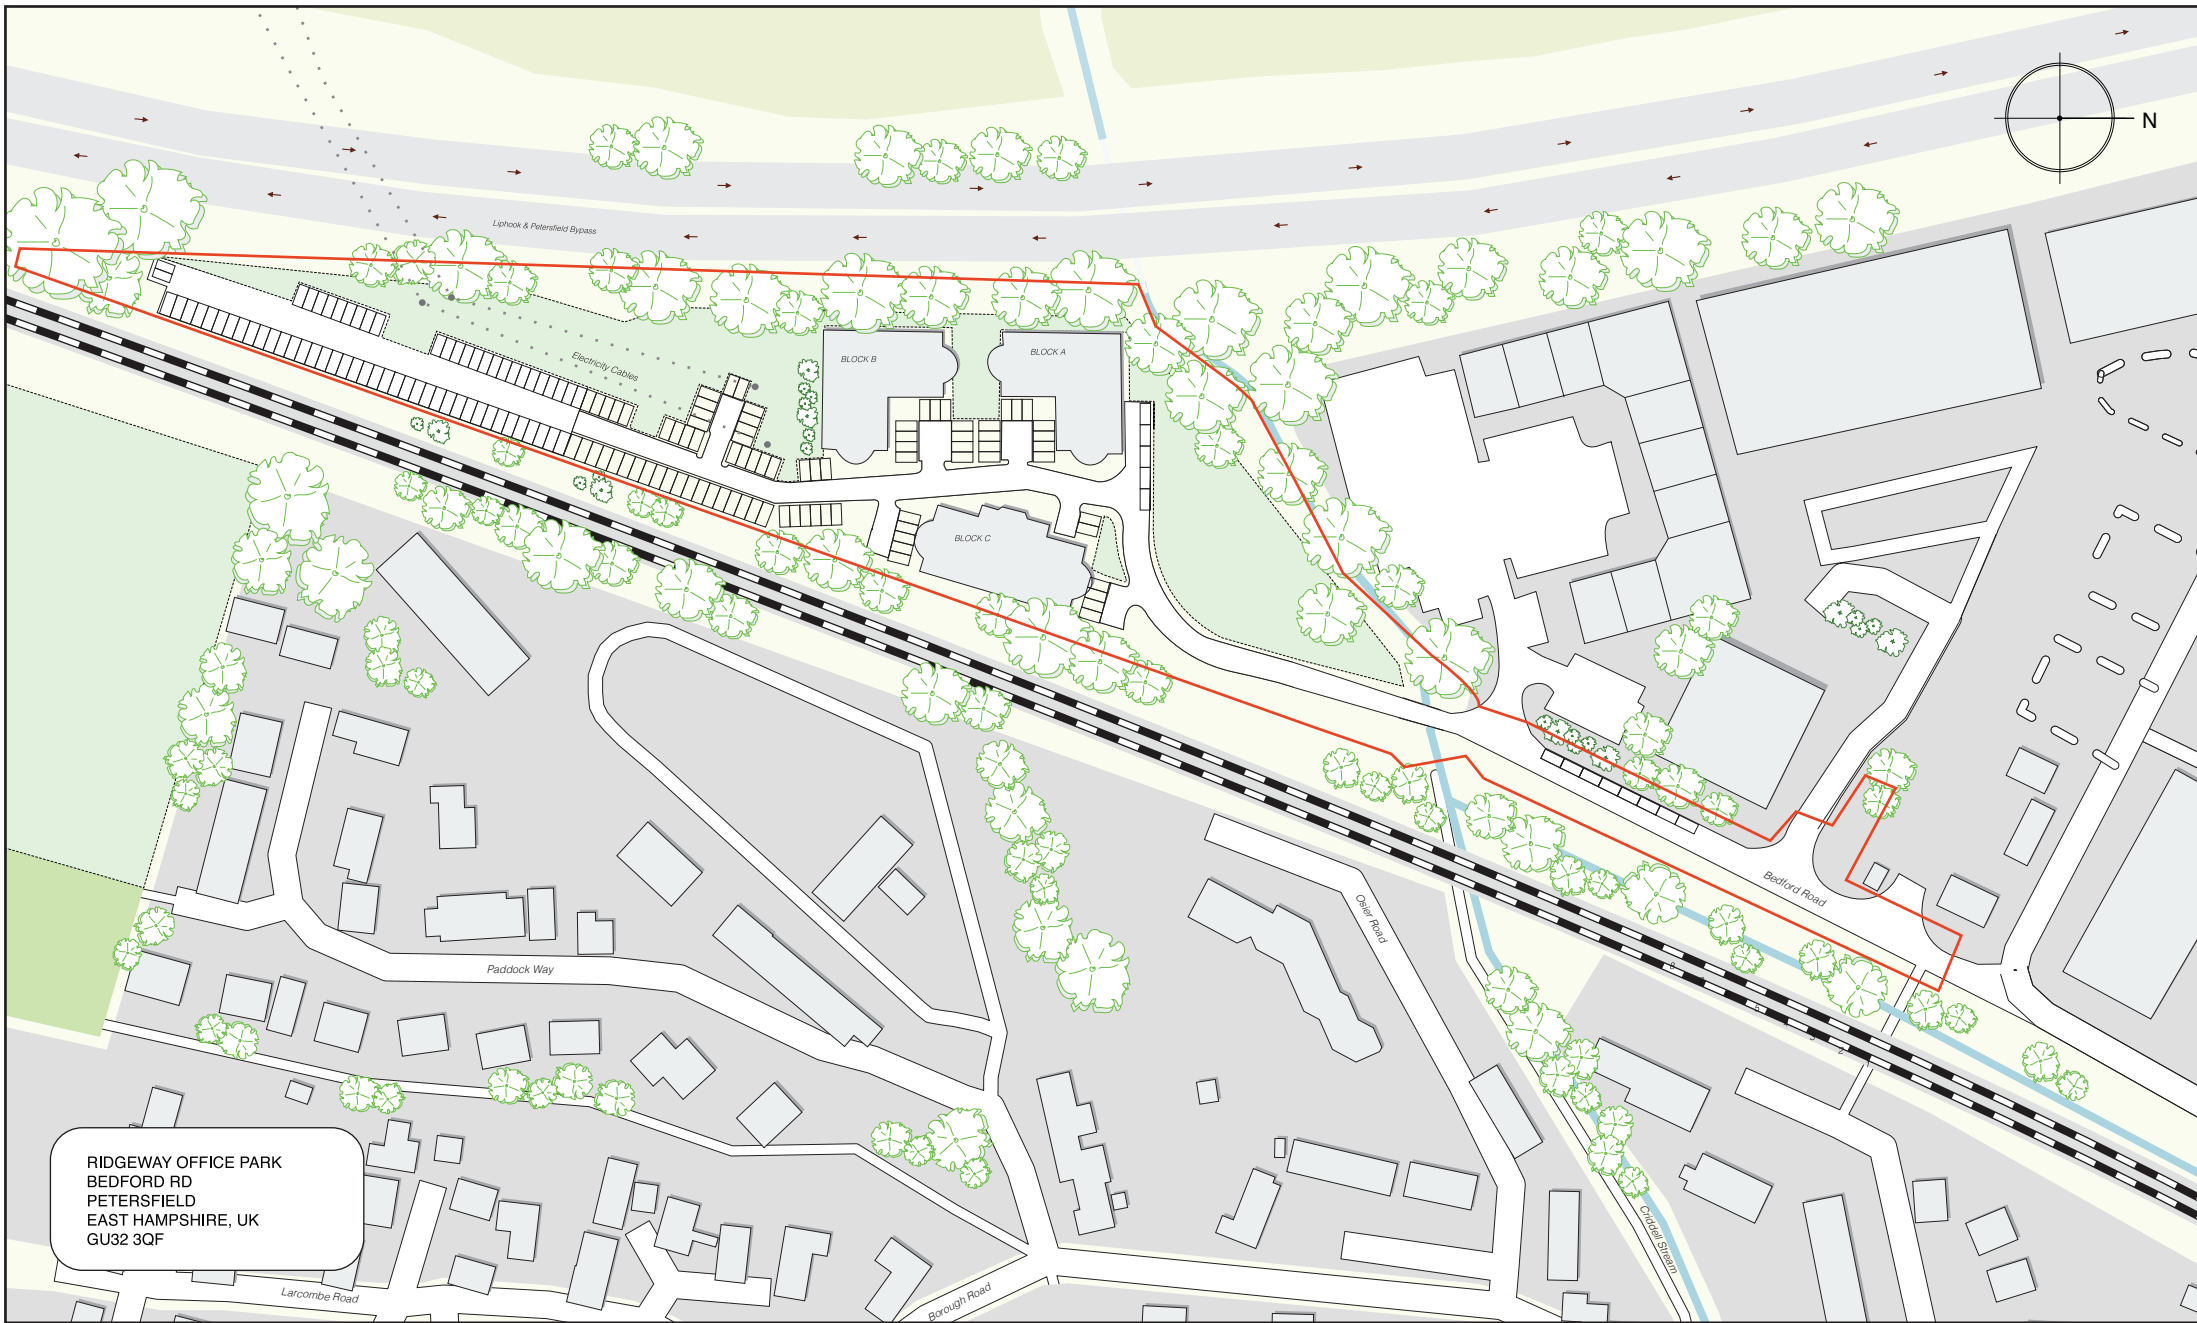 N
Liphook & Petersfield Bypass
Electricity Cables
BLOCK B
BLOCK A
BLOCK C
Bedford Road
Osier Road
Paddock Way
Criddell Stream
Larcombe Road
Borough Road
RIDGEWAY OFFICE PARK
BEDFORD RD
PETERSFIELD
EAST HAMPSHIRE, UK
GU32 3QF